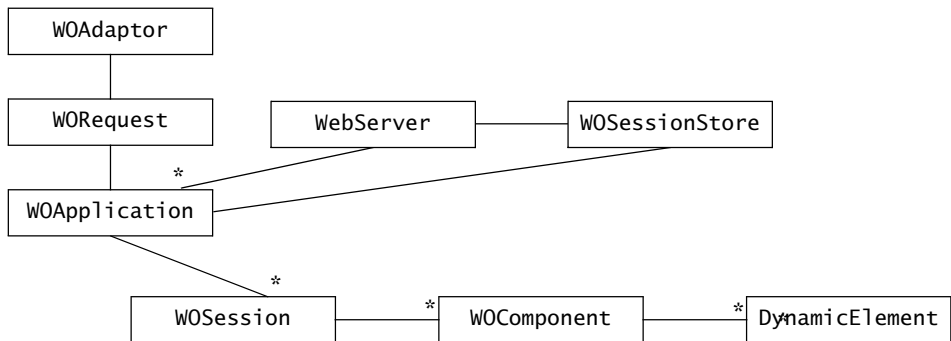 WOAdaptor
WORequest
WebServer
WOSessionStore
*
WOApplication
*
WOSession
*
WOComponent
*
*
DynamicElement